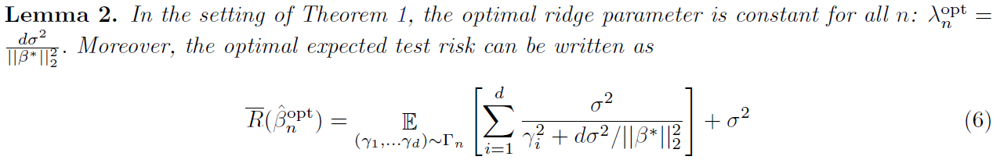 Lemma 2. In the setting of Theorem 1, the optimal ridge parameter is constant for all n: $\lambda_n^{\text{opt}} =$
$\frac{d\sigma^2}{||\beta^*||_2^2}$. Moreover, the optimal expected test risk can be written as
$\overline{R}(\hat{\beta}_n^{\text{opt}}) = \underset{(\gamma_1, \ldots \gamma_d) \sim \Gamma_n}{\mathbb{E}} \left[ \sum_{i=1}^{d} \frac{\sigma^2}{\gamma_i^2 + d\sigma^2/||\beta^*||_2^2} \right] + \sigma^2$ (6)